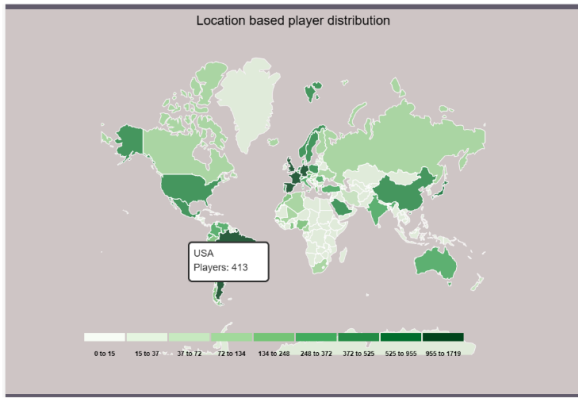 Location based player distribution
USA
Players: 413
0 to 15
15 to 37
37 to 72
72 to 134
134 to 248
248 to 372
372 to 525
525 to 955
955 to 1719